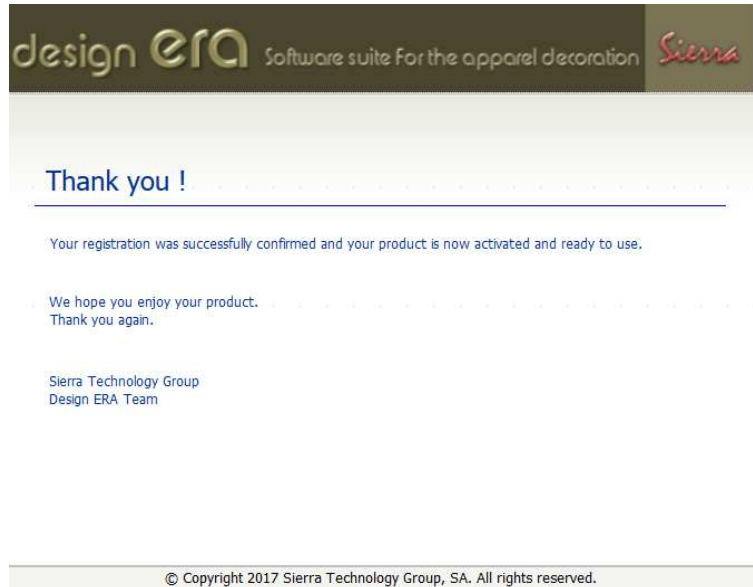 design era Software suite For the apparel decoration Sierra
Thank you !
Your registration was successfully confirmed and your product is now activated and ready to use.
We hope you enjoy your product.
Thank you again.
Sierra Technology Group
Design ERA Team
© Copyright 2017 Sierra Technology Group, SA. All rights reserved.